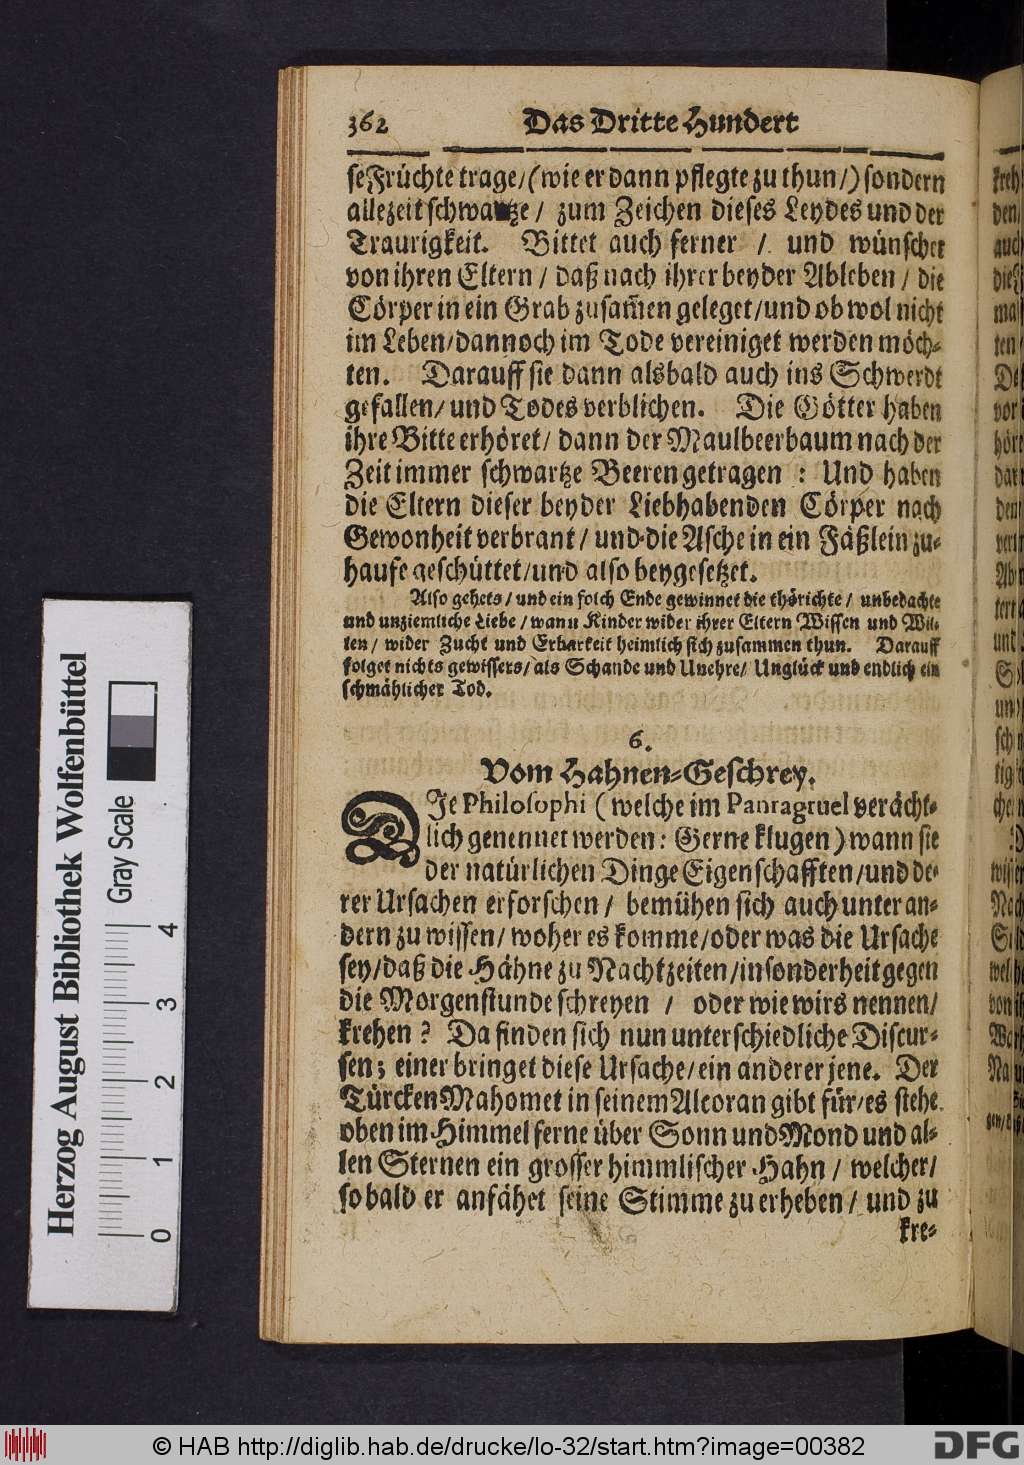 362 Das Dritte Hundert
se Früchte trage/ (wie er dann pflegte zu thun/) sondern
allezeit schwartze / zum Zeichen dieses Leydes und der
Traurigkeit. Bittet auch ferner / und wünschet
von ihren Eltern / daß nach ihrer beyder Ableben / die
Cörper in ein Grab zusam̃en geleget/und ob wol nicht
im Leben/dannoch im Tode vereiniget werden möch-
ten. Darauff sie dann alsbald auch ins Schwerdt
gefallen/ und Todes verblichen. Die Götter haben
ihre Bitte erhöret/ dann der Maulbeerbaum nach der
Zeit immer schwartze Beeren getragen : Und haben
die Eltern dieser beyder Liebhabenden Cörper nach
Gewonheit verbrant / und die Asche in ein Fäßlein zu-
haufe geschüttet/und also beygesetzet.
Also gehets / und ein solch Ende gewinnet die thörichte / unbedachte
und unziemliche Liebe / wann Kinder wider ihrer Eltern Wissen und Wil-
len / wider Zucht und Erbarkeit heimlich sich zusammen thun. Darauff
folget nichts gewissers/ als Schande und Unehre/ Unglück und endlich ein
schmählicher Tod.
6.
Vom Hahnen-Geschrey.
DJe Philosophi ( welche im Pantagruel verächt-
lich genennet werden: Gerne klugen ) wann sie
der natürlichen Dinge Eigenschafften/und de-
rer Ursachen erforschen / bemühen sich auch unter an-
dern zu wissen/ woher es komme/oder was die Ursache
sey/daß die Hähne zu Nachtzeiten/insonderheit gegen
die Morgenstunde schreyen / oder wie wirs nennen/
krehen ? Da finden sich nun unterschiedliche Discur-
sen; einer bringet diese Ursache/ein anderer jene. Der
Türcken Mahomet in seinem Alcoran gibt für/es stehe
oben im Himmel ferne über Sonn und Mond und al-
len Sternen ein grosser himmlischer Hahn / welcher/
so bald er anfähet seine Stimme zu erheben / und zu
kre-
Herzog August Bibliothek Wolfenbüttel
Gray Scale
0 1 2 3 4
© HAB http://diglib.hab.de/drucke/lo-32/start.htm?image=00382
DFG